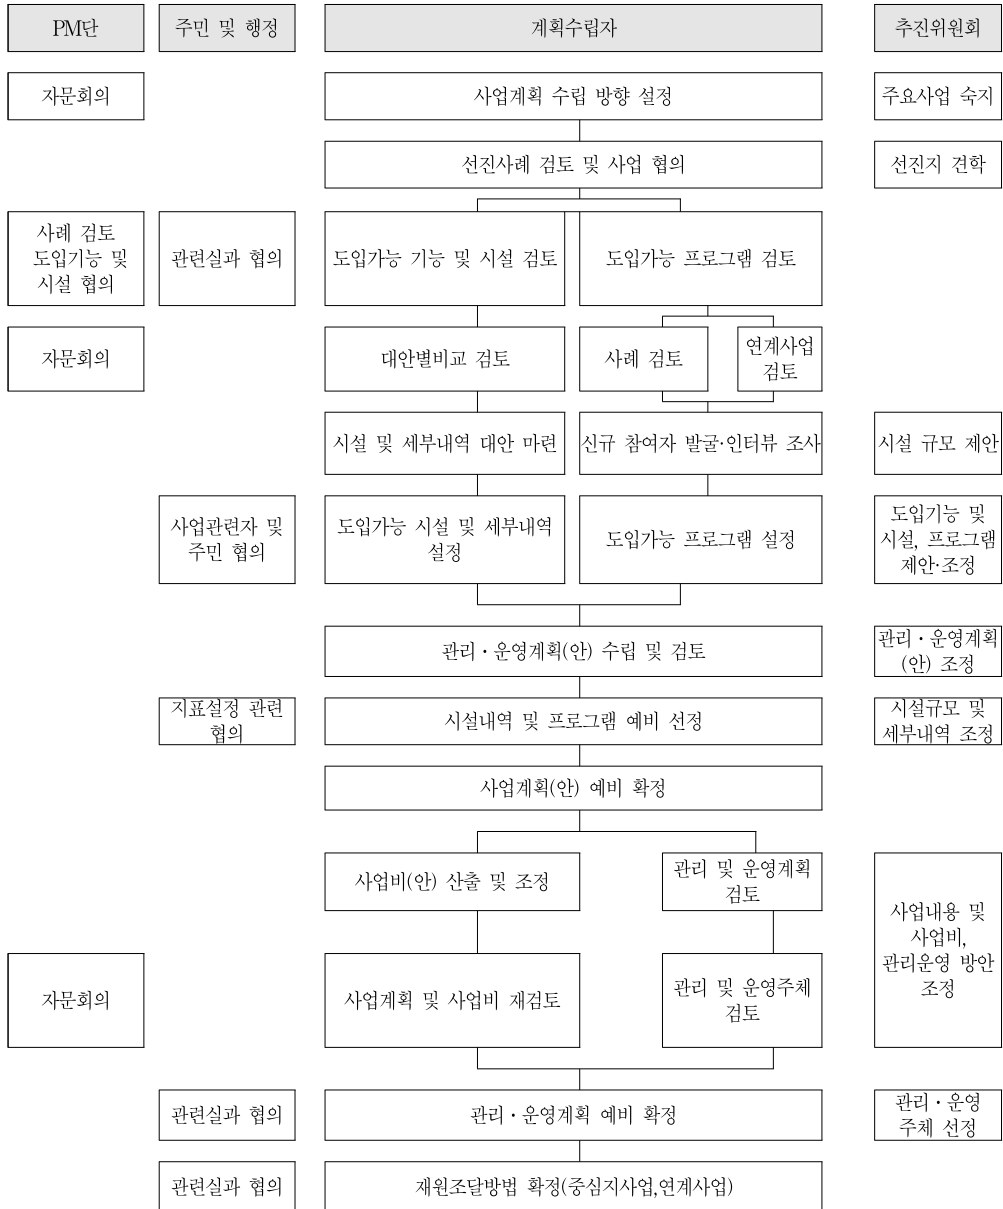 PM단
주민 및 행정
계획수립자
추진위원회
자문회의
사업계획 수립 방향 설정
주요사업 숙지
선진사례 검토 및 사업 협의
선진지 견학
사례 검토
도입기능 및
시설 협의
관련실과 협의
도입가능 기능 및 시설 검토
도입가능 프로그램 검토
자문회의
대안별비교 검토
사례 검토
연계사업
검토
시설 및 세부내역 대안 마련
신규 참여자 발굴·인터뷰 조사
시설 규모 제안
사업관련자 및
주민 협의
도입가능 시설 및 세부내역
설정
도입가능 프로그램 설정
도입기능 및
시설, 프로그램
제안·조정
관리·운영계획(안) 수립 및 검토
관리·운영계획
(안) 조정
지표설정 관련
협의
시설내역 및 프로그램 예비 선정
시설규모 및
세부내역 조정
사업계획(안) 예비 확정
사업비(안) 산출 및 조정
관리 및 운영계획
검토
사업내용 및
사업비,
관리운영 방안
조정
자문회의
사업계획 및 사업비 재검토
관리 및 운영주체
검토
관련실과 협의
관리·운영계획 예비 확정
관리·운영
주체 선정
관련실과 협의
재원조달방법 확정(중심지사업,연계사업)